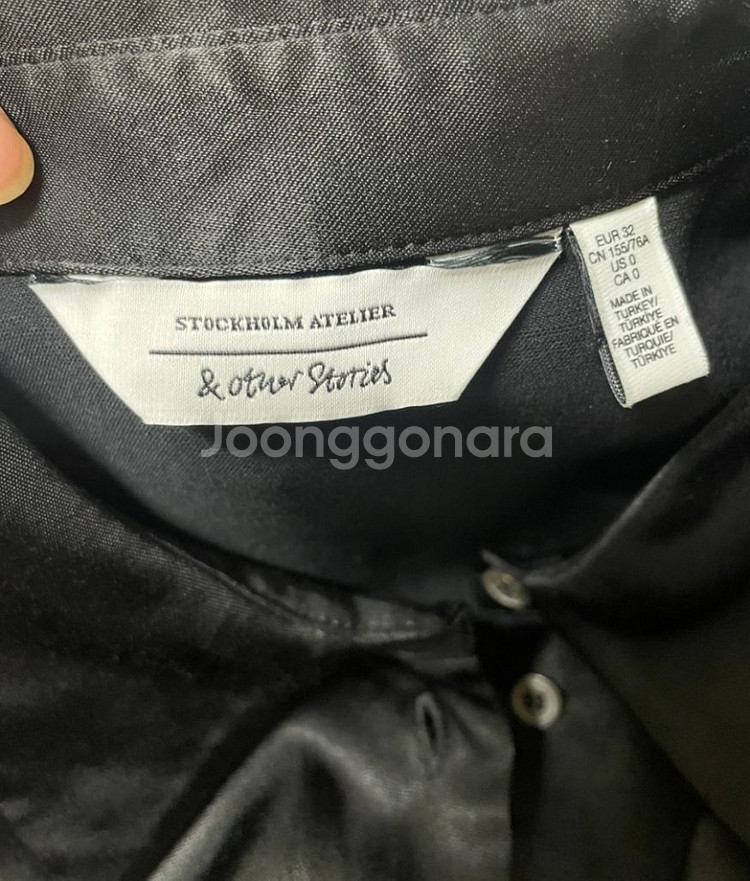 STOCKHOLM ATELIER
& other Stories
EUR 32
CN 155/76A
US 0
CA 0
MADE IN
TURKEY/
TÜRKİYE
FABRIQUE EN
TURQUIE/
TÜRKİYE
Joonggonara